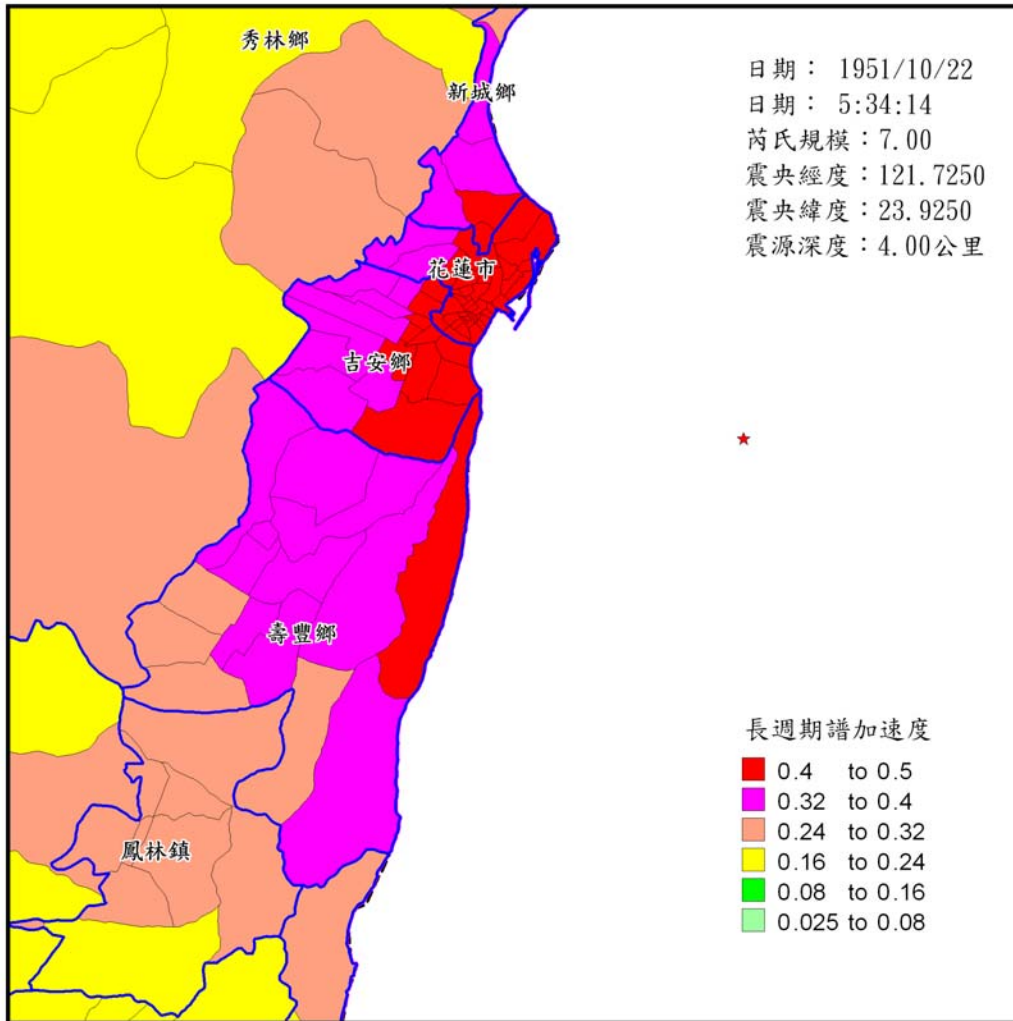 秀林鄉
新城鄉
日期： 1951/10/22
日期： 5:34:14
芮氏規模：7.00
震央經度：121.7250
震央緯度：23.9250
震源深度：4.00公里
花蓮市
吉安鄉
壽豐鄉
鳳林鎮
長週期譜加速度
0.4 to 0.5
0.32 to 0.4
0.24 to 0.32
0.16 to 0.24
0.08 to 0.16
0.025 to 0.08